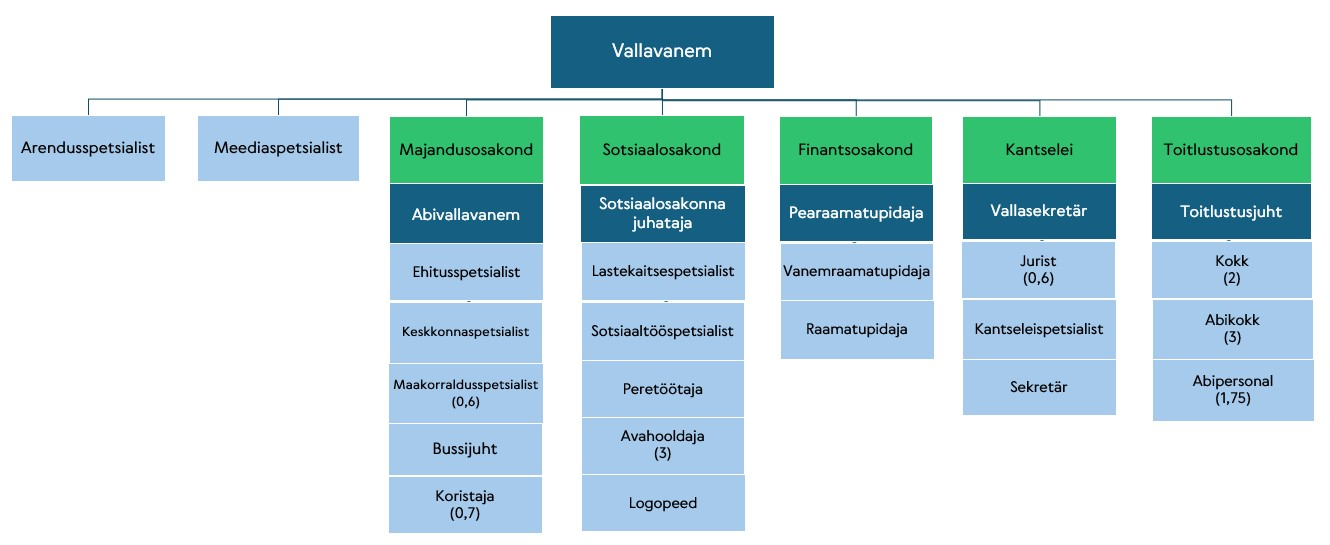 Vallavanem
Arendusspetsialist
Meediaspetsialist
Majandusosakond
Abivallavanem
Ehitusspetsialist
Keskkonnaspetsialist
Maakorraldusspetsialist
(0,6)
Bussijuht
Koristaja
(0,7)
Sotsiaalosakond
Sotsiaalosakonna
juhataja
Lastekaitsespetsialist
Sotsiaaltööspetsialist
Peretöötaja
Avahooldaja
(3)
Logopeed
Finantsosakond
Pearaamatupidaja
Vanemraamatupidaja
Raamatupidaja
Kantselei
Vallasekretär
Jurist
(0,6)
Kantseleispetsialist
Sekretär
Toitlustusosakond
Toitlustusjuht
Kokk
(2)
Abikokk
(3)
Abipersonal
(1,75)